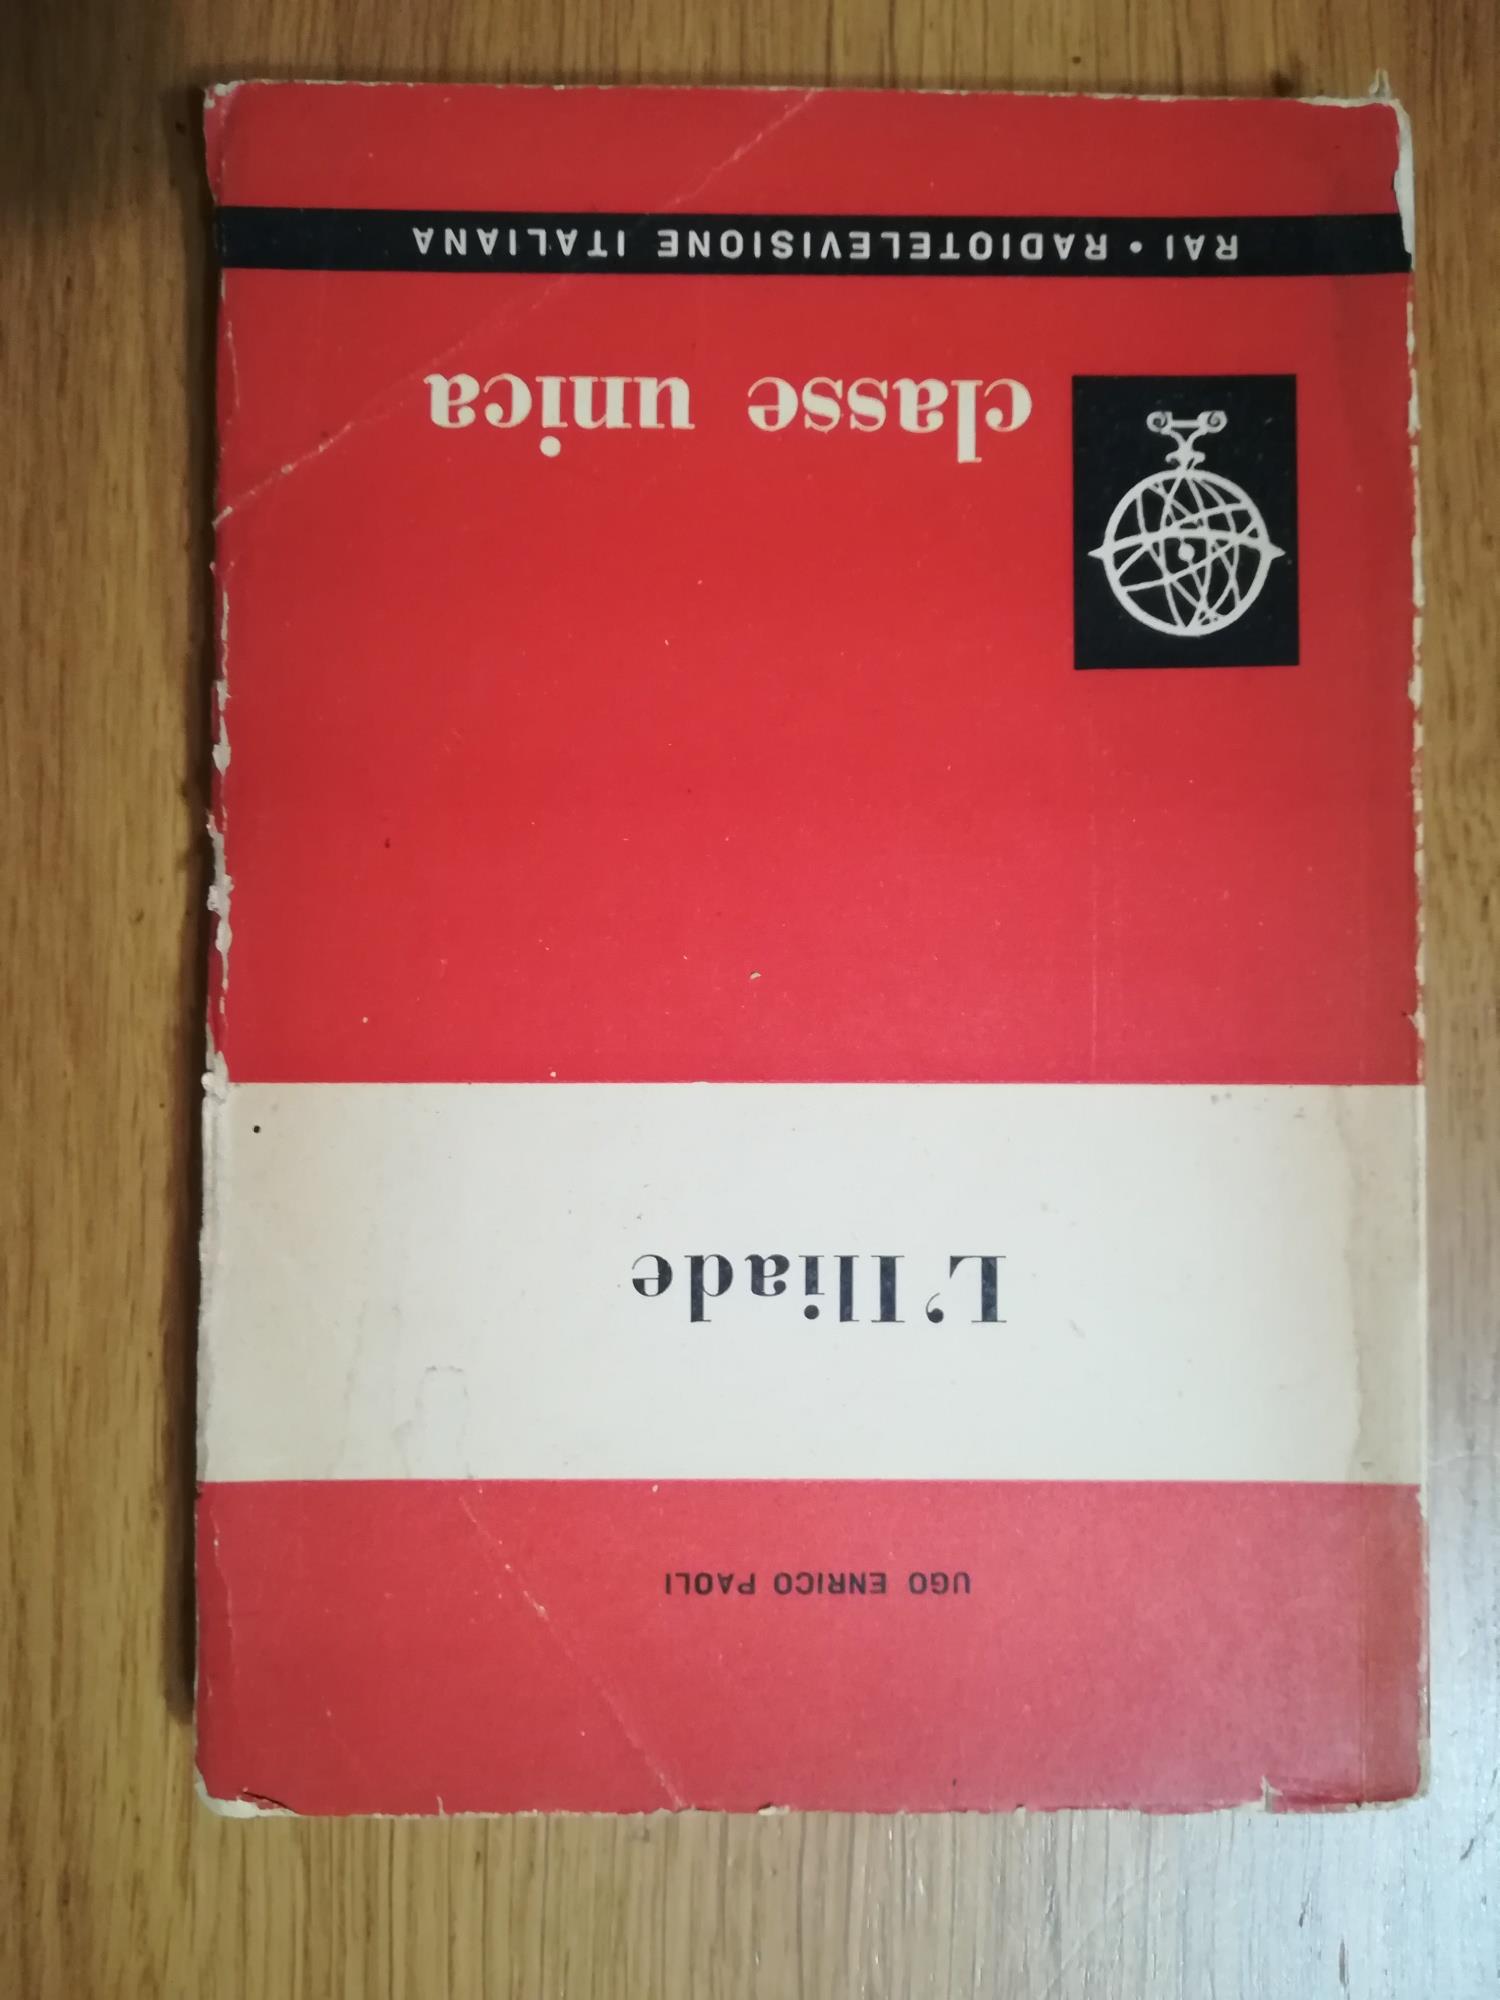 RAI • RADIOTELEVISIONE ITALIANA
classe unica
L'Iliade
UGO ENRICO PAOLI